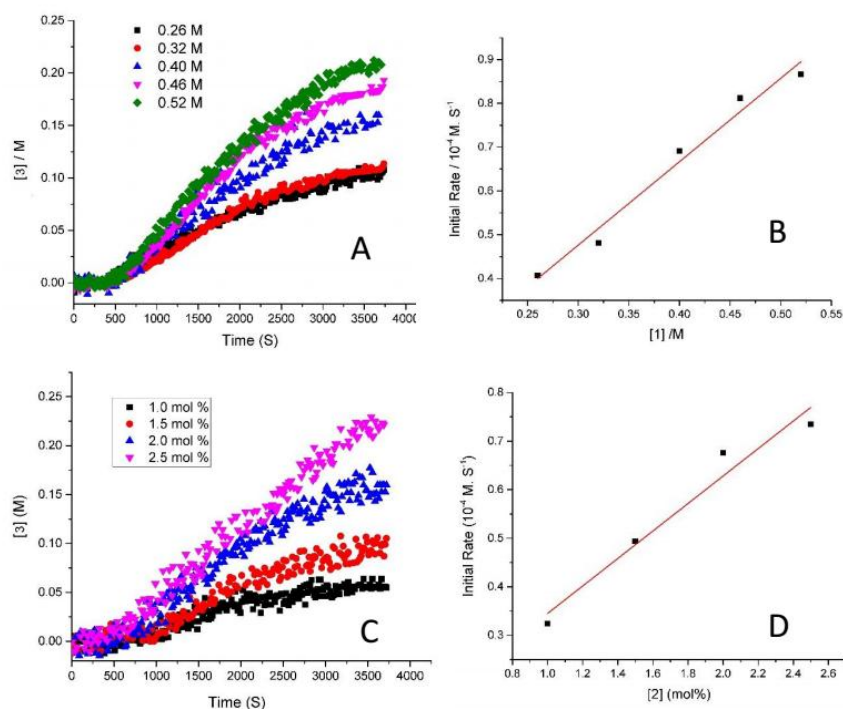 0.26 M
0.32 M
0.40 M
0.46 M
0.52 M
0.25
0.20
0.15
0.10
0.05
0.00
[3] / M
0 500 1000 1500 2000 2500 3000 3500 4000
Time (S)
A
0.9
0.8
0.7
0.6
0.5
0.4
Initial Rate / 10⁻⁴ M. S⁻¹
0.25 0.30 0.35 0.40 0.45 0.50 0.55
[1] /M
B
1.0 mol %
1.5 mol %
2.0 mol %
2.5 mol %
0.25
0.20
0.15
0.10
0.05
0.00
[3] (M)
0 500 1000 1500 2000 2500 3000 3500 4000
Time (S)
C
0.8
0.7
0.6
0.5
0.4
0.3
Initial Rate (10⁻⁴ M. S⁻¹)
0.8 1.0 1.2 1.4 1.6 1.8 2.0 2.2 2.4 2.6
[2] (mol%)
D